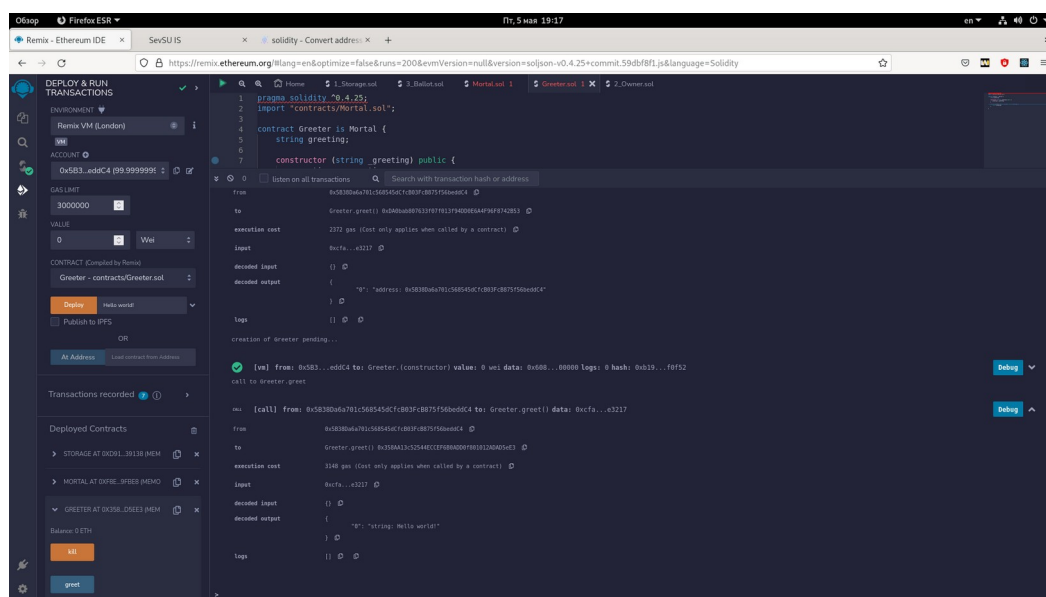 Обзор
Firefox ESR
Пт, 5 мая 19:17
en
Remix - Ethereum IDE
SevSU IS
solidity - Convert address
https://remix.ethereum.org/#lang=en&optimize=false&runs=200&evmVersion=null&version=soljson-v0.4.25+commit.59dbf8f1.js&language=Solidity
DEPLOY & RUN
TRANSACTIONS
ENVIRONMENT
Remix VM (London)
VM
ACCOUNT
0x5B3...eddC4 (99.9999999
GAS LIMIT
3000000
VALUE
0
Wei
CONTRACT (Compiled by Remix)
Greeter - contracts/Greeter.sol
Deploy
Hello world!
Publish to IPFS
OR
At Address
Load contract from Address
Transactions recorded 7
Deployed Contracts
STORAGE AT 0XD91...39138 (MEM
MORTAL AT 0XF8E...9FBE8 (MEMO
GREETER AT 0X358...D5EE3 (MEM
Balance: 0 ETH
kill
greet
Home
1_Storage.sol
3_Ballot.sol
Mortal.sol 1
Greeter.sol 1
2_Owner.sol
1 pragma solidity ^0.4.25;
2 import "contracts/Mortal.sol";
3
4 contract Greeter is Mortal {
5 string greeting;
6
7 constructor (string _greeting) public {
0
listen on all transactions
Search with transaction hash or address
from 0x5B38Da6a701c568545dCfcB03FcB875f56beddC4
to
Greeter.greet()
execution cost 2372 gas (Cost only applies when called by a contract)
input 0xcfa...e3217
decoded input {}
decoded output {
"0": "address: 0x5B38Da6a701c568545dCfcB03FcB875f56beddC4"
}
logs []
creation of Greeter pending...
[vm] from: 0x5B3...eddC4 to: Greeter.(constructor) value: 0 wei data: 0x608...00000 logs: 0 hash: 0xb19...f0f52
Debug
call to Greeter.greet
CALL [call] from: 0x5B38Da6a701c568545dCfcB03FcB875f56beddC4 to: Greeter.greet() data: 0xcfa...e3217
Debug
from 0x5B38Da6a701c568545dCfcB03FcB875f56beddC4
to
Greeter.greet()
execution cost 3148 gas (Cost only applies when called by a contract)
input 0xcfa...e3217
decoded input {}
decoded output {
"0": "string: Hello world!"
}
logs []
>